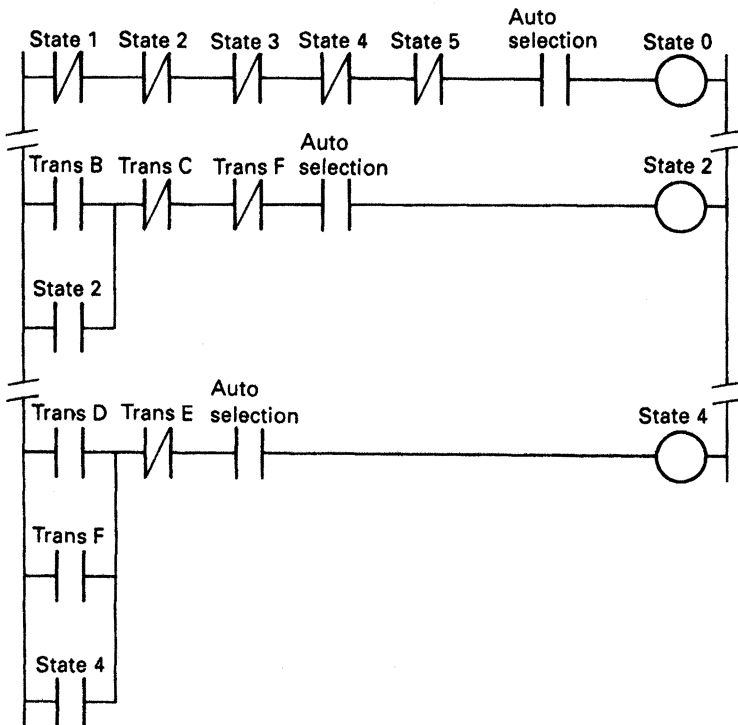 Auto
State 1 State 2 State 3 State 4 State 5 selection State 0
Auto
Trans B Trans C Trans F selection State 2
State 2
Auto
Trans D Trans E selection State 4
Trans F
State 4